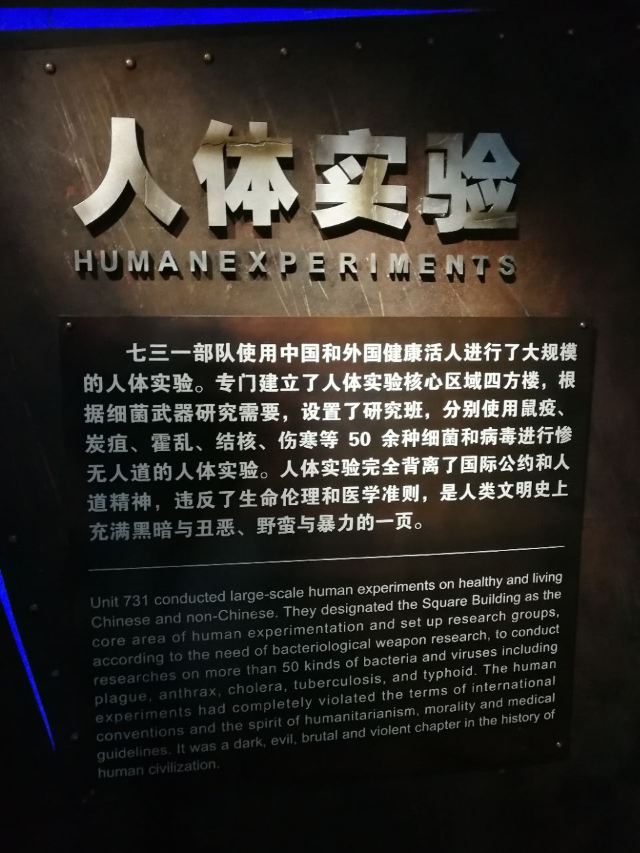 人体实验
HUMAN EXPERIMENTS
七三一部队使用中国和外国健康活人进行了大规模
的人体实验。专门建立了人体实验核心区域四方楼，根
据细菌武器研究需要，设置了研究班，分别使用鼠疫、
炭疽、霍乱、结核、伤寒等 50 余种细菌和病毒进行惨
无人道的人体实验。人体实验完全背离了国际公约和人
道精神，违反了生命伦理和医学准则，是人类文明史上
充满黑暗与丑恶、野蛮与暴力的一页。
Unit 731 conducted large-scale human experiments on healthy and living
Chinese and non-Chinese. They designated the Square Building as the
core area of human experimentation and set up research groups,
according to the need of bacteriological weapon research, to conduct
researches on more than 50 kinds of bacteria and viruses including
plague, anthrax, cholera, tuberculosis, and typhoid. The human
experiments had completely violated the terms of international
conventions and the spirit of humanitarianism, morality and medical
guidelines. It was a dark, evil, brutal and violent chapter in the history of
human civilization.